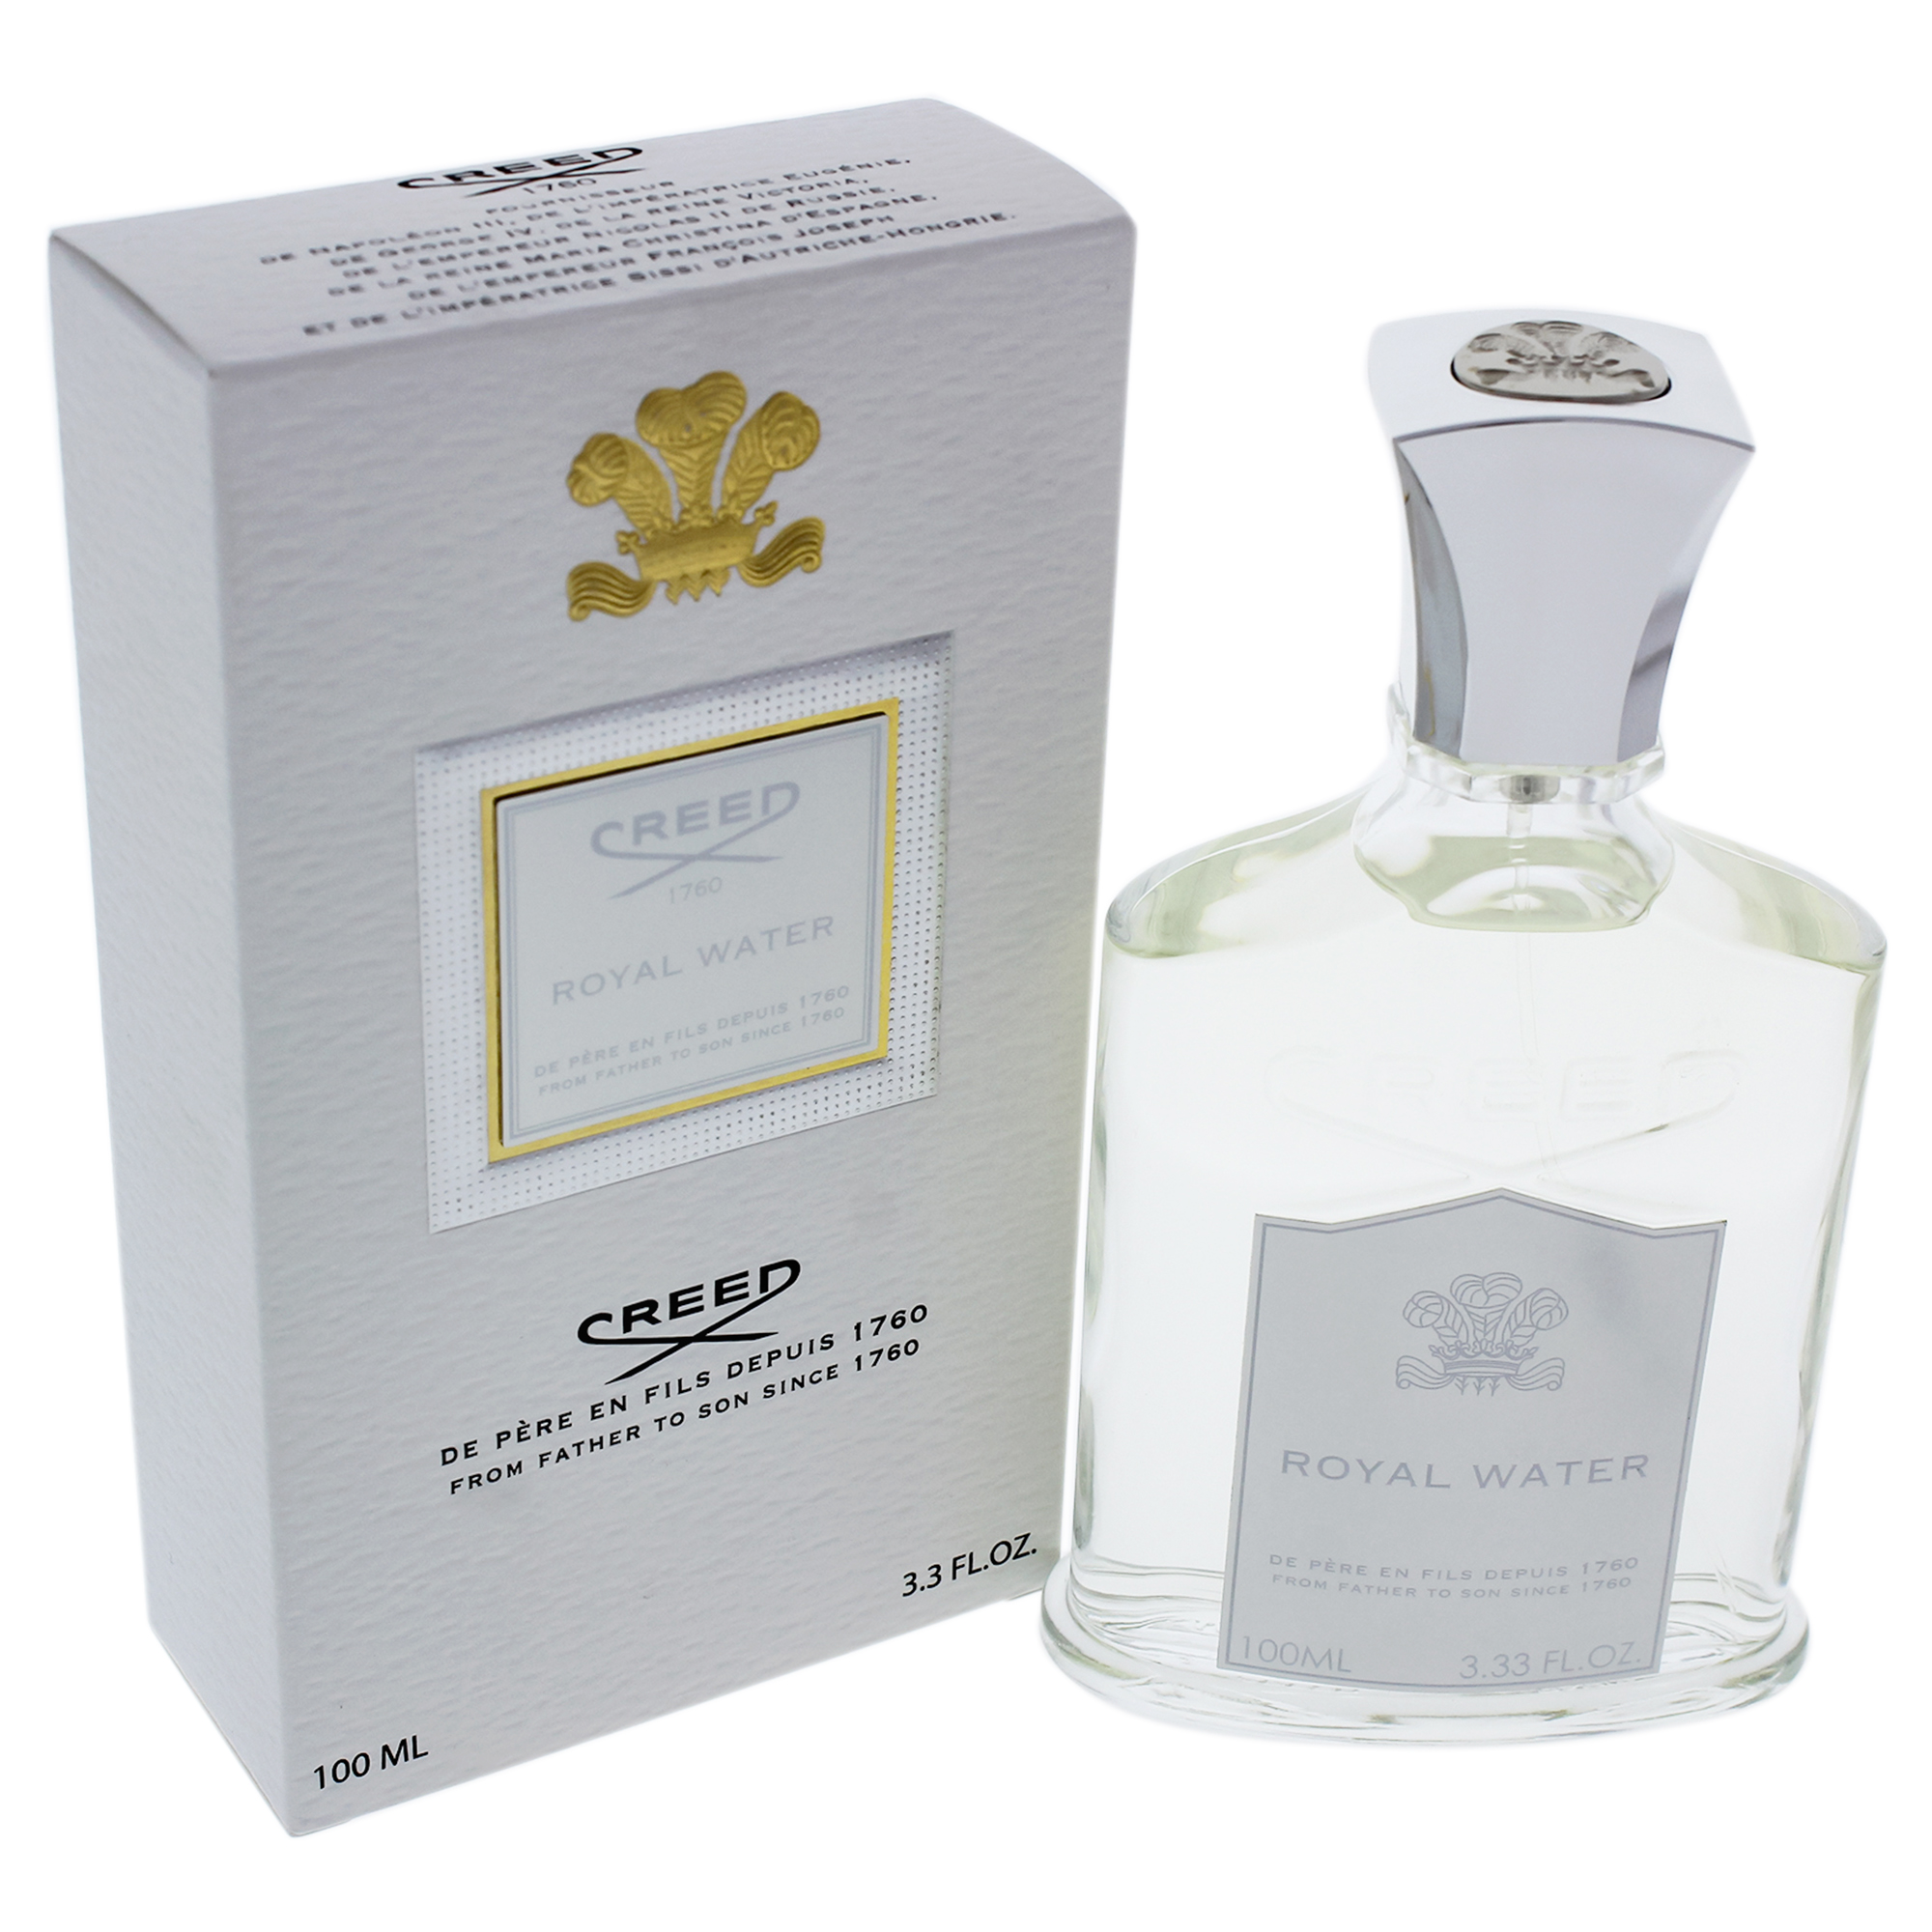 CREED
1760
FOURNISSEUR
DE NAPOLÉON III, DE L'IMPÉRATRICE EUGÉNIE,
DE GEORGE IV, DE LA REINE VICTORIA,
DE L'EMPEREUR NICOLAS II DE RUSSIE,
DE LA REINE MARIA CHRISTINA D'ESPAGNE,
DE L'EMPEREUR FRANÇOIS JOSEPH
ET DE L'IMPÉRATRICE SISSI D'AUTRICHE-HONGRIE.
CREED
1760
ROYAL WATER
DE PÈRE EN FILS DEPUIS 1760
FROM FATHER TO SON SINCE 1760
CREED
DE PÈRE EN FILS DEPUIS 1760
FROM FATHER TO SON SINCE 1760
100 ML 3.3 FL.OZ.
CREED
ROYAL WATER
DE PÈRE EN FILS DEPUIS 1760
FROM FATHER TO SON SINCE 1760
100ML 3.33 FL.OZ.